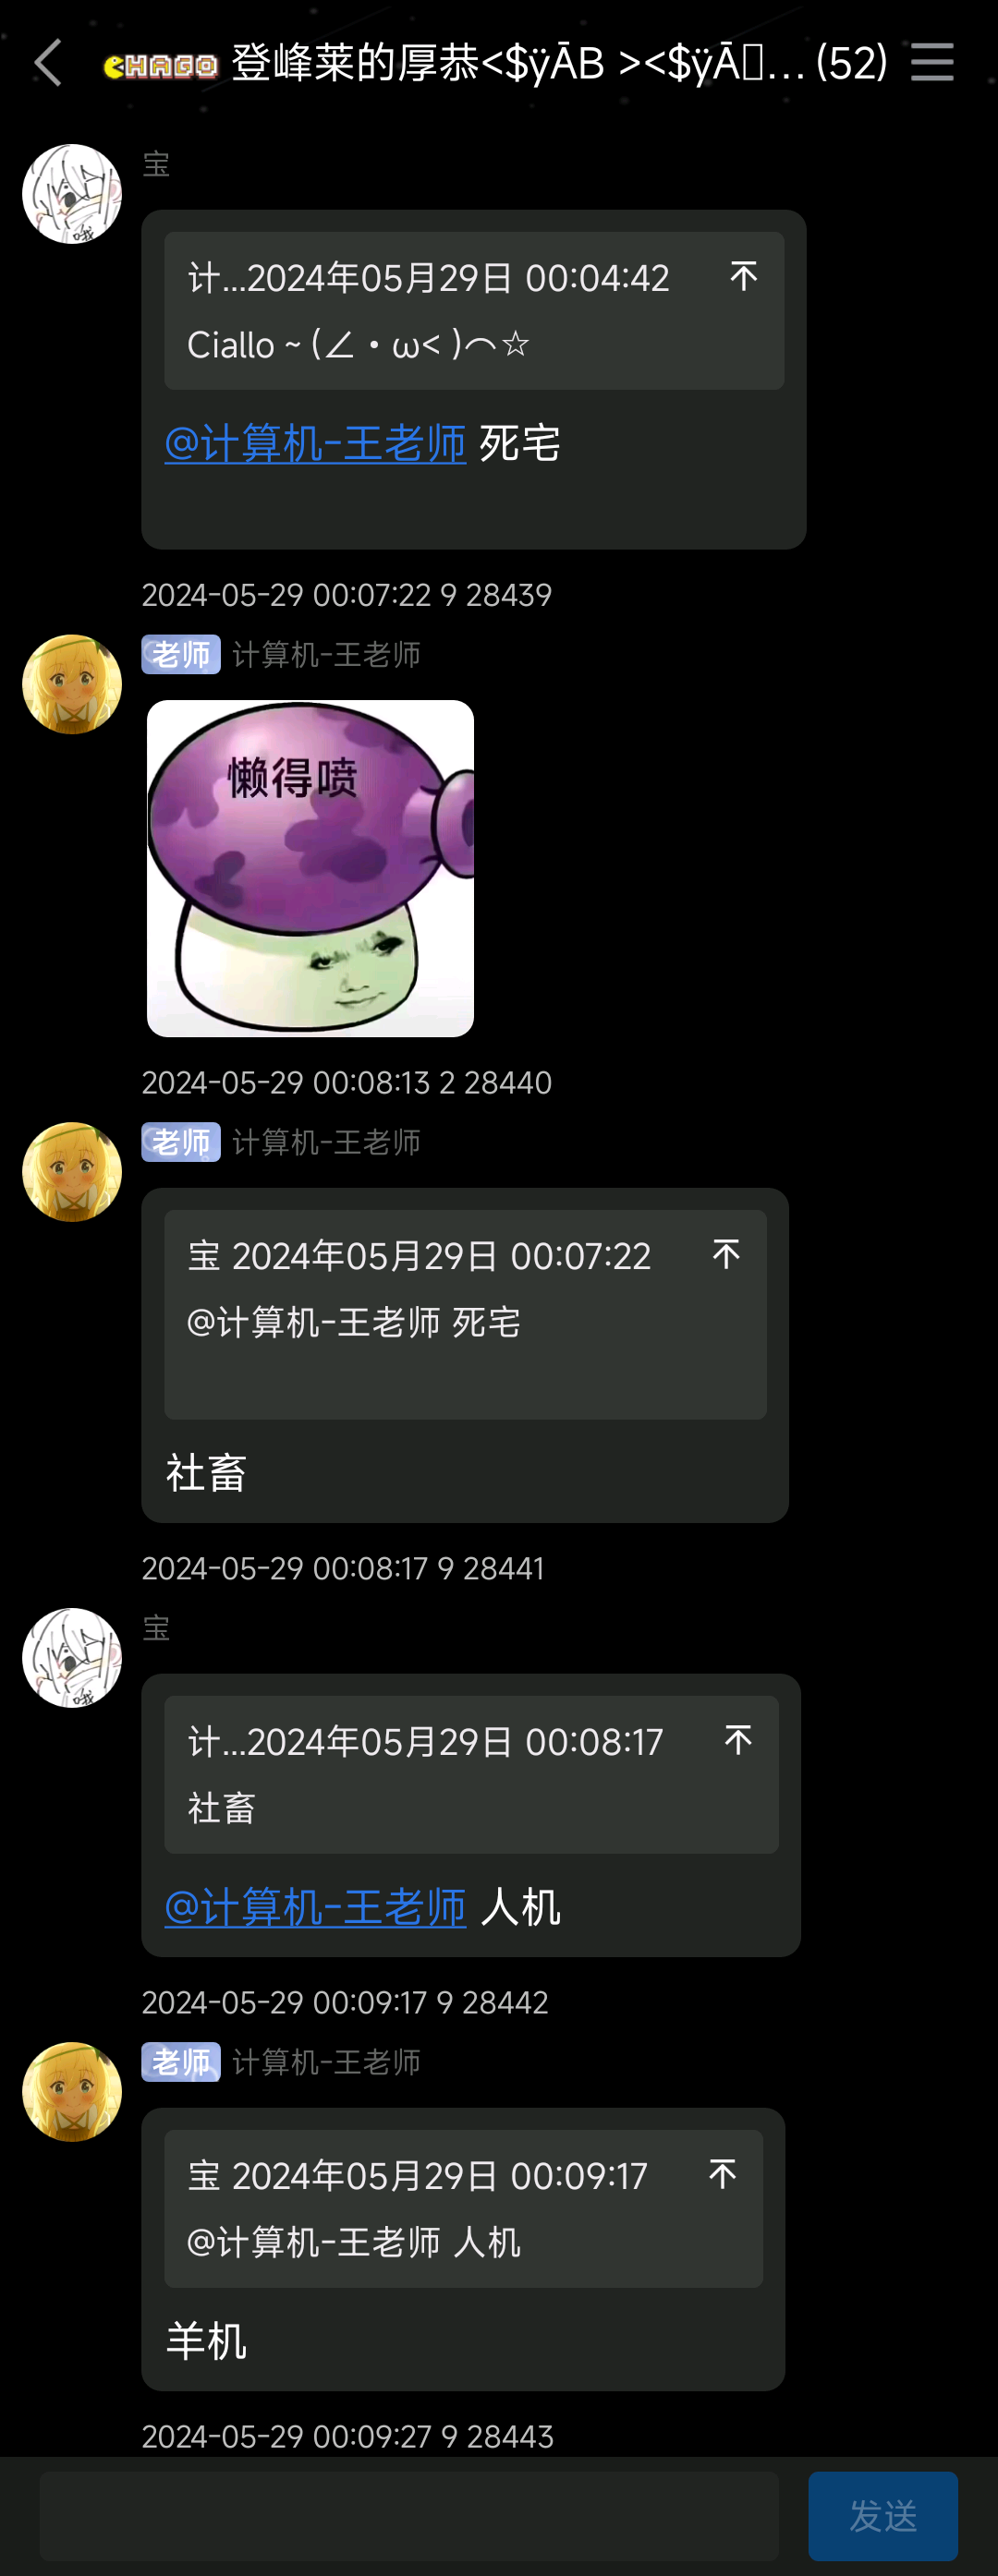 CHAGO 登峰莱的厚恭<$ÿĀB ><$ÿĀ▯… (52)
宝
哦
计...2024年05月29日 00:04:42
Ciallo ~ (∠・ω< )⌒☆
@计算机-王老师 死宅
2024-05-29 00:07:22 9 28439
老师 计算机-王老师
懒得喷
2024-05-29 00:08:13 2 28440
老师 计算机-王老师
宝 2024年05月29日 00:07:22
@计算机-王老师 死宅
社畜
2024-05-29 00:08:17 9 28441
宝
哦
计...2024年05月29日 00:08:17
社畜
@计算机-王老师 人机
2024-05-29 00:09:17 9 28442
老师 计算机-王老师
宝 2024年05月29日 00:09:17
@计算机-王老师 人机
羊机
2024-05-29 00:09:27 9 28443
发送